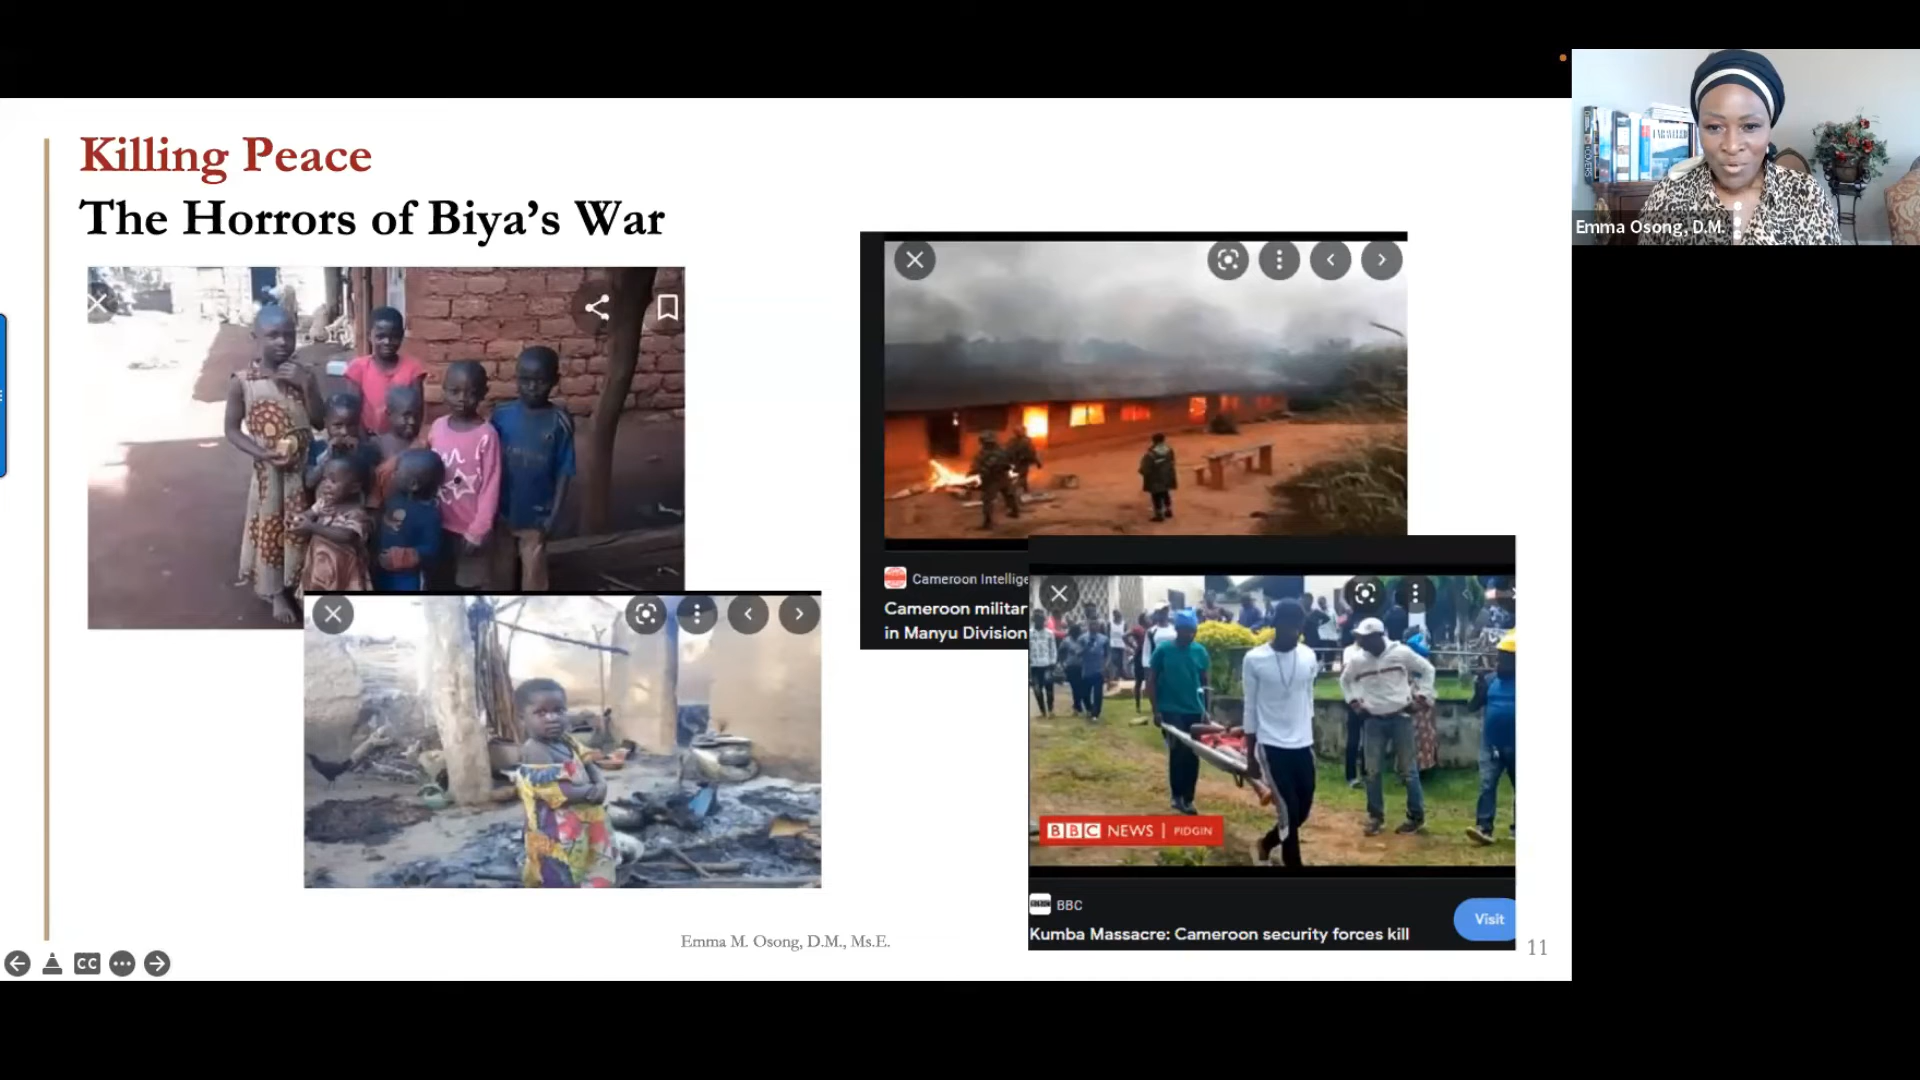 Killing Peace
The Horrors of Biya's War
Cameroon Intellige
Cameroon militar
in Manyu Division
BBC NEWS | PIDGIN
BBC
Kumba Massacre: Cameroon security forces kill
Visit
Emma M. Osong, D.M., Ms.E.
11
CC
Emma Osong, D.M.